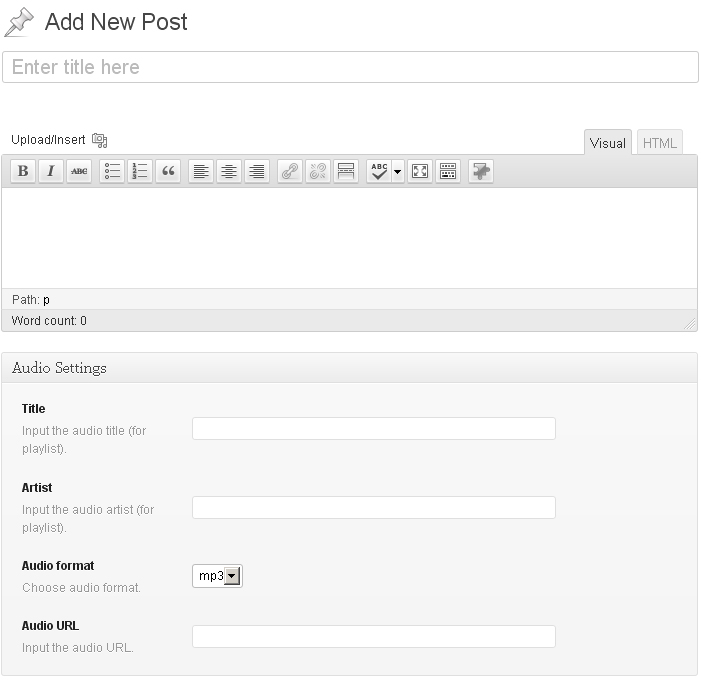 Add New Post
Enter title here
Upload/Insert
Visual HTML
B I ABC ABC
Path: p
Word count: 0
Audio Settings
Title
Input the audio title (for
playlist).
Artist
Input the audio artist (for
playlist).
Audio format
Choose audio format.
mp3
Audio URL
Input the audio URL.